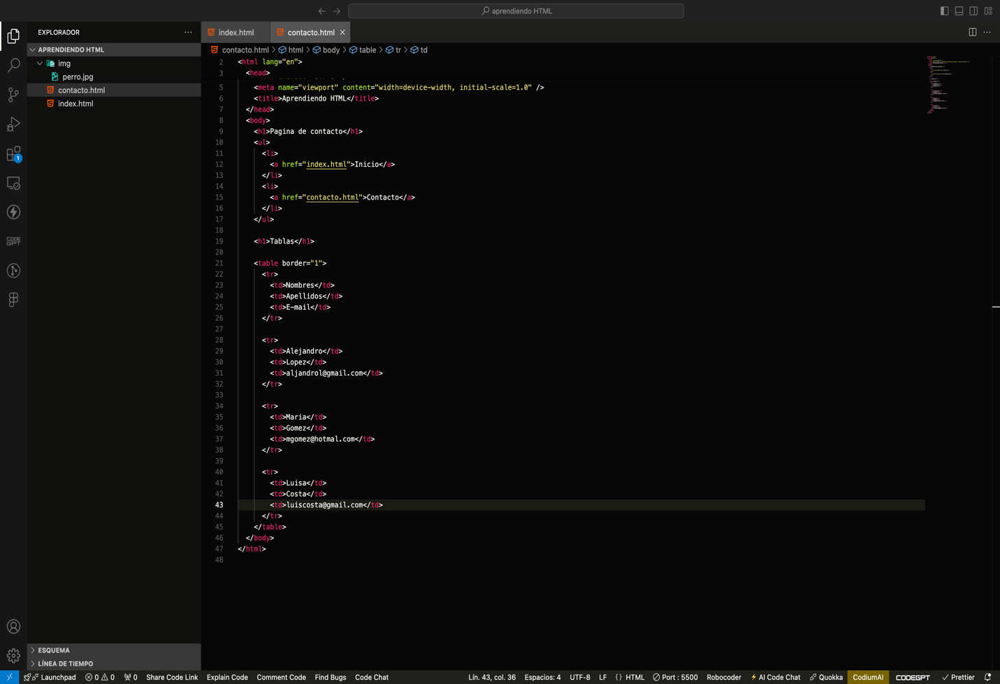 aprendiendo HTML
EXPLORADOR
APRENDIENDO HTML
img
perro.jpg
contacto.html
index.html
ESQUEMA
LÍNEA DE TIEMPO
1
CODE
GPT
index.html
contacto.html
contacto.html > html > body > table > tr > td
2 <html lang="en">
3 <head>
5 <meta name="viewport" content="width=device-width, initial-scale=1.0" />
6 <title>Aprendiendo HTML</title>
7 </head>
8 <body>
9 <h1>Pagina de contacto</h1>
10 <ul>
11 <li>
12 <a href="index.html">Inicio</a>
13 </li>
14 <li>
15 <a href="contacto.html">Contacto</a>
16 </li>
17 </ul>
18
19 <h1>Tablas</h1>
20
21 <table border="1">
22 <tr>
23 <td>Nombres</td>
24 <td>Apellidos</td>
25 <td>E-mail</td>
26 </tr>
27
28 <tr>
29 <td>Alejandro</td>
30 <td>Lopez</td>
31 <td>aljandrol@gmail.com</td>
32 </tr>
33
34 <tr>
35 <td>Maria</td>
36 <td>Gomez</td>
37 <td>mgomez@hotmal.com</td>
38 </tr>
39
40 <tr>
41 <td>Luisa</td>
42 <td>Costa</td>
43 <td>luiscosta@gmail.com</td>
44 </tr>
45 </table>
46 </body>
47 </html>
48
Launchpad 0 0 0 Share Code Link Explain Code Comment Code Find Bugs Code Chat Lín. 43, col. 36 Espacios: 4 UTF-8 LF {} HTML Port : 5500 Robocoder AI Code Chat Quokka CodiumAI CODEGPT Prettier